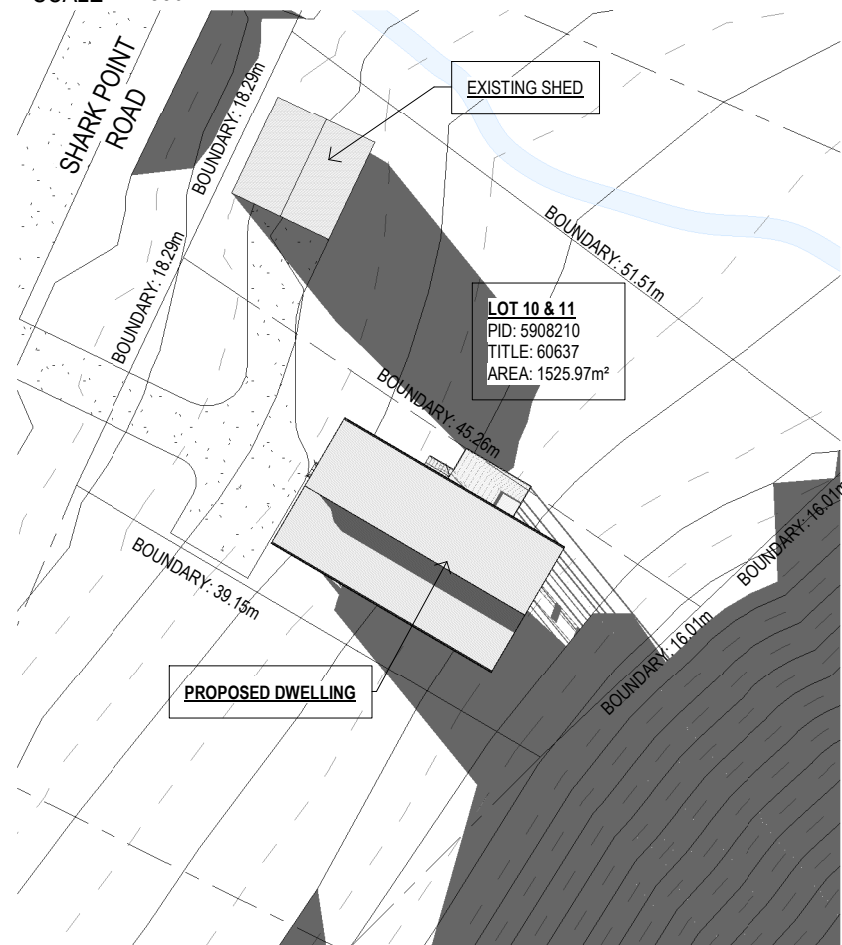 SHARK POINT
ROAD
BOUNDARY: 18.29m
EXISTING SHED
BOUNDARY: 18.29m
BOUNDARY: 51.51m
LOT 10 & 11
PID: 5908210
TITLE: 60637
AREA: 1525.97m²
BOUNDARY: 45.26m
BOUNDARY: 16.01m
BOUNDARY: 39.15m
BOUNDARY: 16.01m
PROPOSED DWELLING